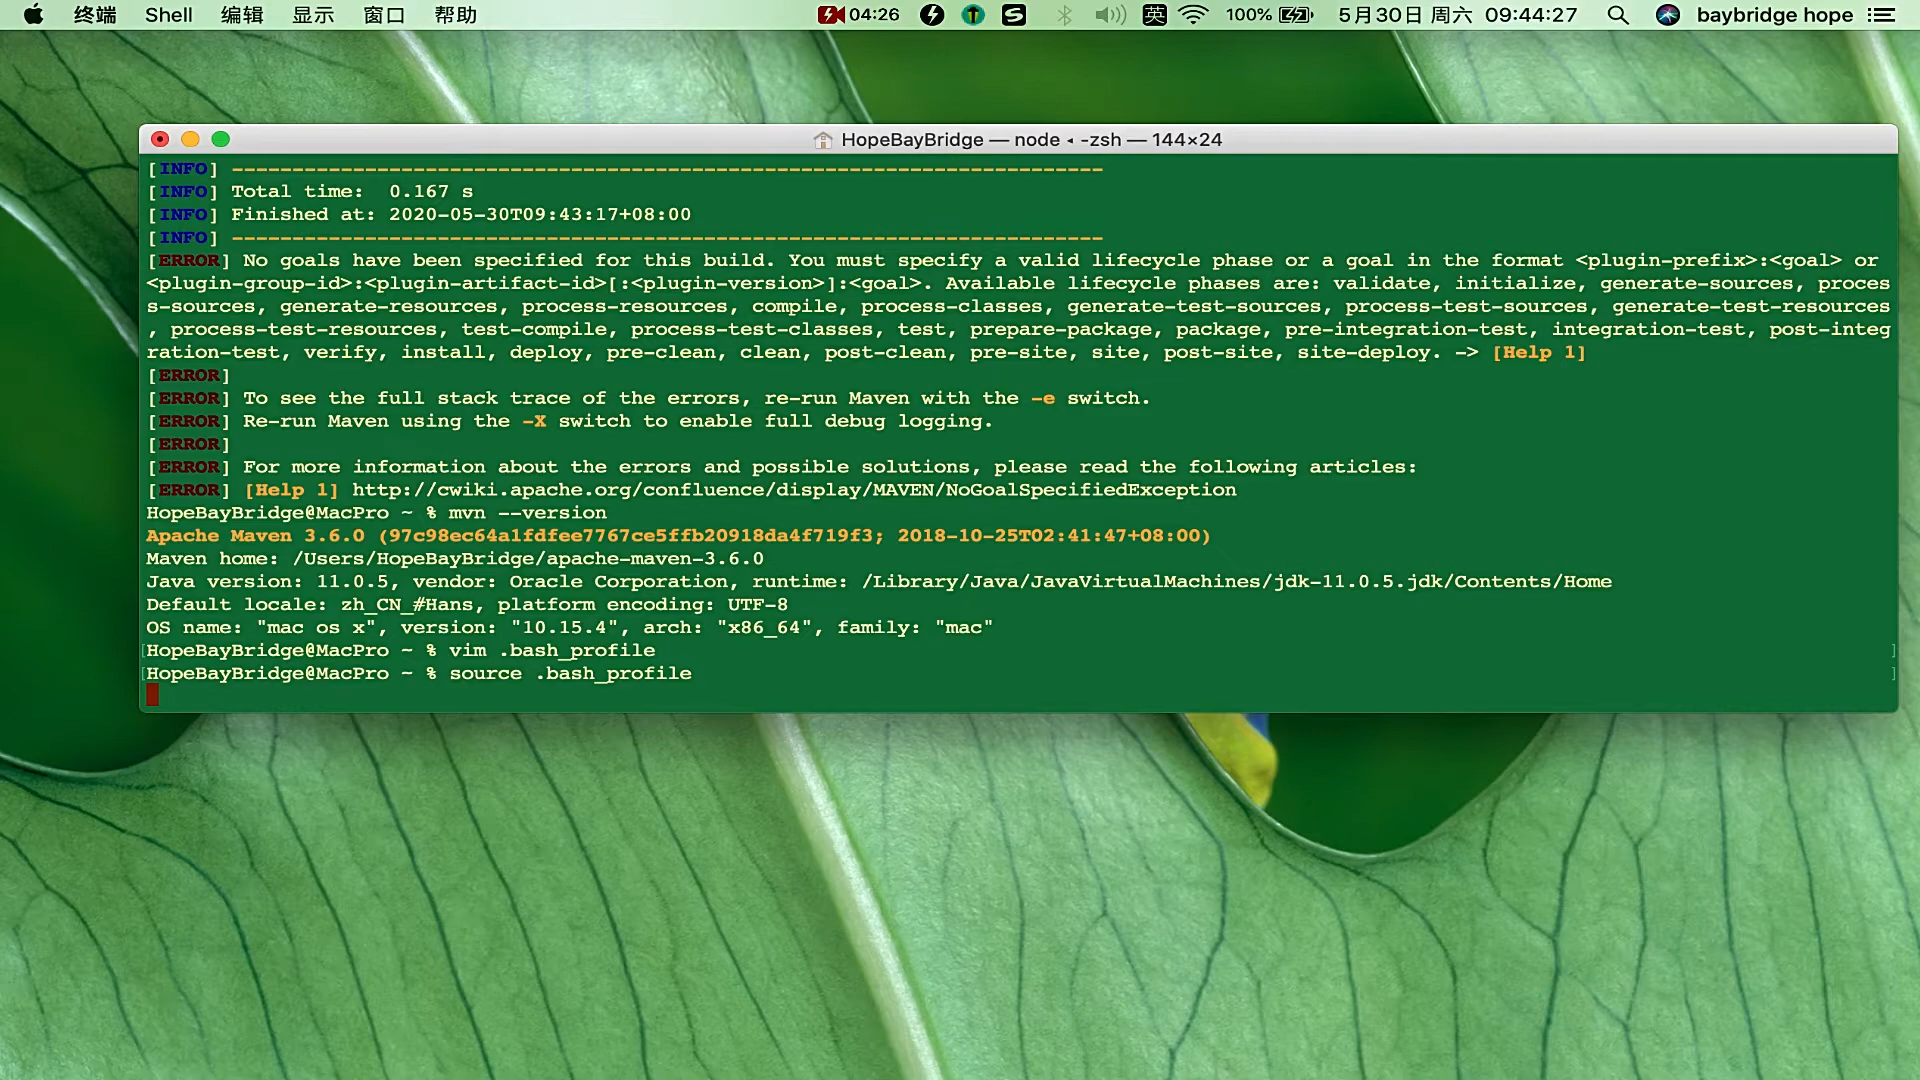 终端 Shell 编辑 显示 窗口 帮助 04:26 英 100% 5月30日 周六 09:44:27 baybridge hope
HopeBayBridge — node ◂ -zsh — 144×24
[INFO] ------------------------------------------------------------------------
[INFO] Total time:  0.167 s
[INFO] Finished at: 2020-05-30T09:43:17+08:00
[INFO] ------------------------------------------------------------------------
[ERROR] No goals have been specified for this build. You must specify a valid lifecycle phase or a goal in the format <plugin-prefix>:<goal> or
<plugin-group-id>:<plugin-artifact-id>[:<plugin-version>]:<goal>. Available lifecycle phases are: validate, initialize, generate-sources, proces
s-sources, generate-resources, process-resources, compile, process-classes, generate-test-sources, process-test-sources, generate-test-resources
, process-test-resources, test-compile, process-test-classes, test, prepare-package, package, pre-integration-test, integration-test, post-integ
ration-test, verify, install, deploy, pre-clean, clean, post-clean, pre-site, site, post-site, site-deploy. -> [Help 1]
[ERROR]
[ERROR] To see the full stack trace of the errors, re-run Maven with the -e switch.
[ERROR] Re-run Maven using the -X switch to enable full debug logging.
[ERROR]
[ERROR] For more information about the errors and possible solutions, please read the following articles:
[ERROR] [Help 1] http://cwiki.apache.org/confluence/display/MAVEN/NoGoalSpecifiedException
HopeBayBridge@MacPro ~ % mvn --version
Apache Maven 3.6.0 (97c98ec64a1fdfee7767ce5ffb20918da4f719f3; 2018-10-25T02:41:47+08:00)
Maven home: /Users/HopeBayBridge/apache-maven-3.6.0
Java version: 11.0.5, vendor: Oracle Corporation, runtime: /Library/Java/JavaVirtualMachines/jdk-11.0.5.jdk/Contents/Home
Default locale: zh_CN_#Hans, platform encoding: UTF-8
OS name: "mac os x", version: "10.15.4", arch: "x86_64", family: "mac"
[HopeBayBridge@MacPro ~ % vim .bash_profile ]
[HopeBayBridge@MacPro ~ % source .bash_profile ]